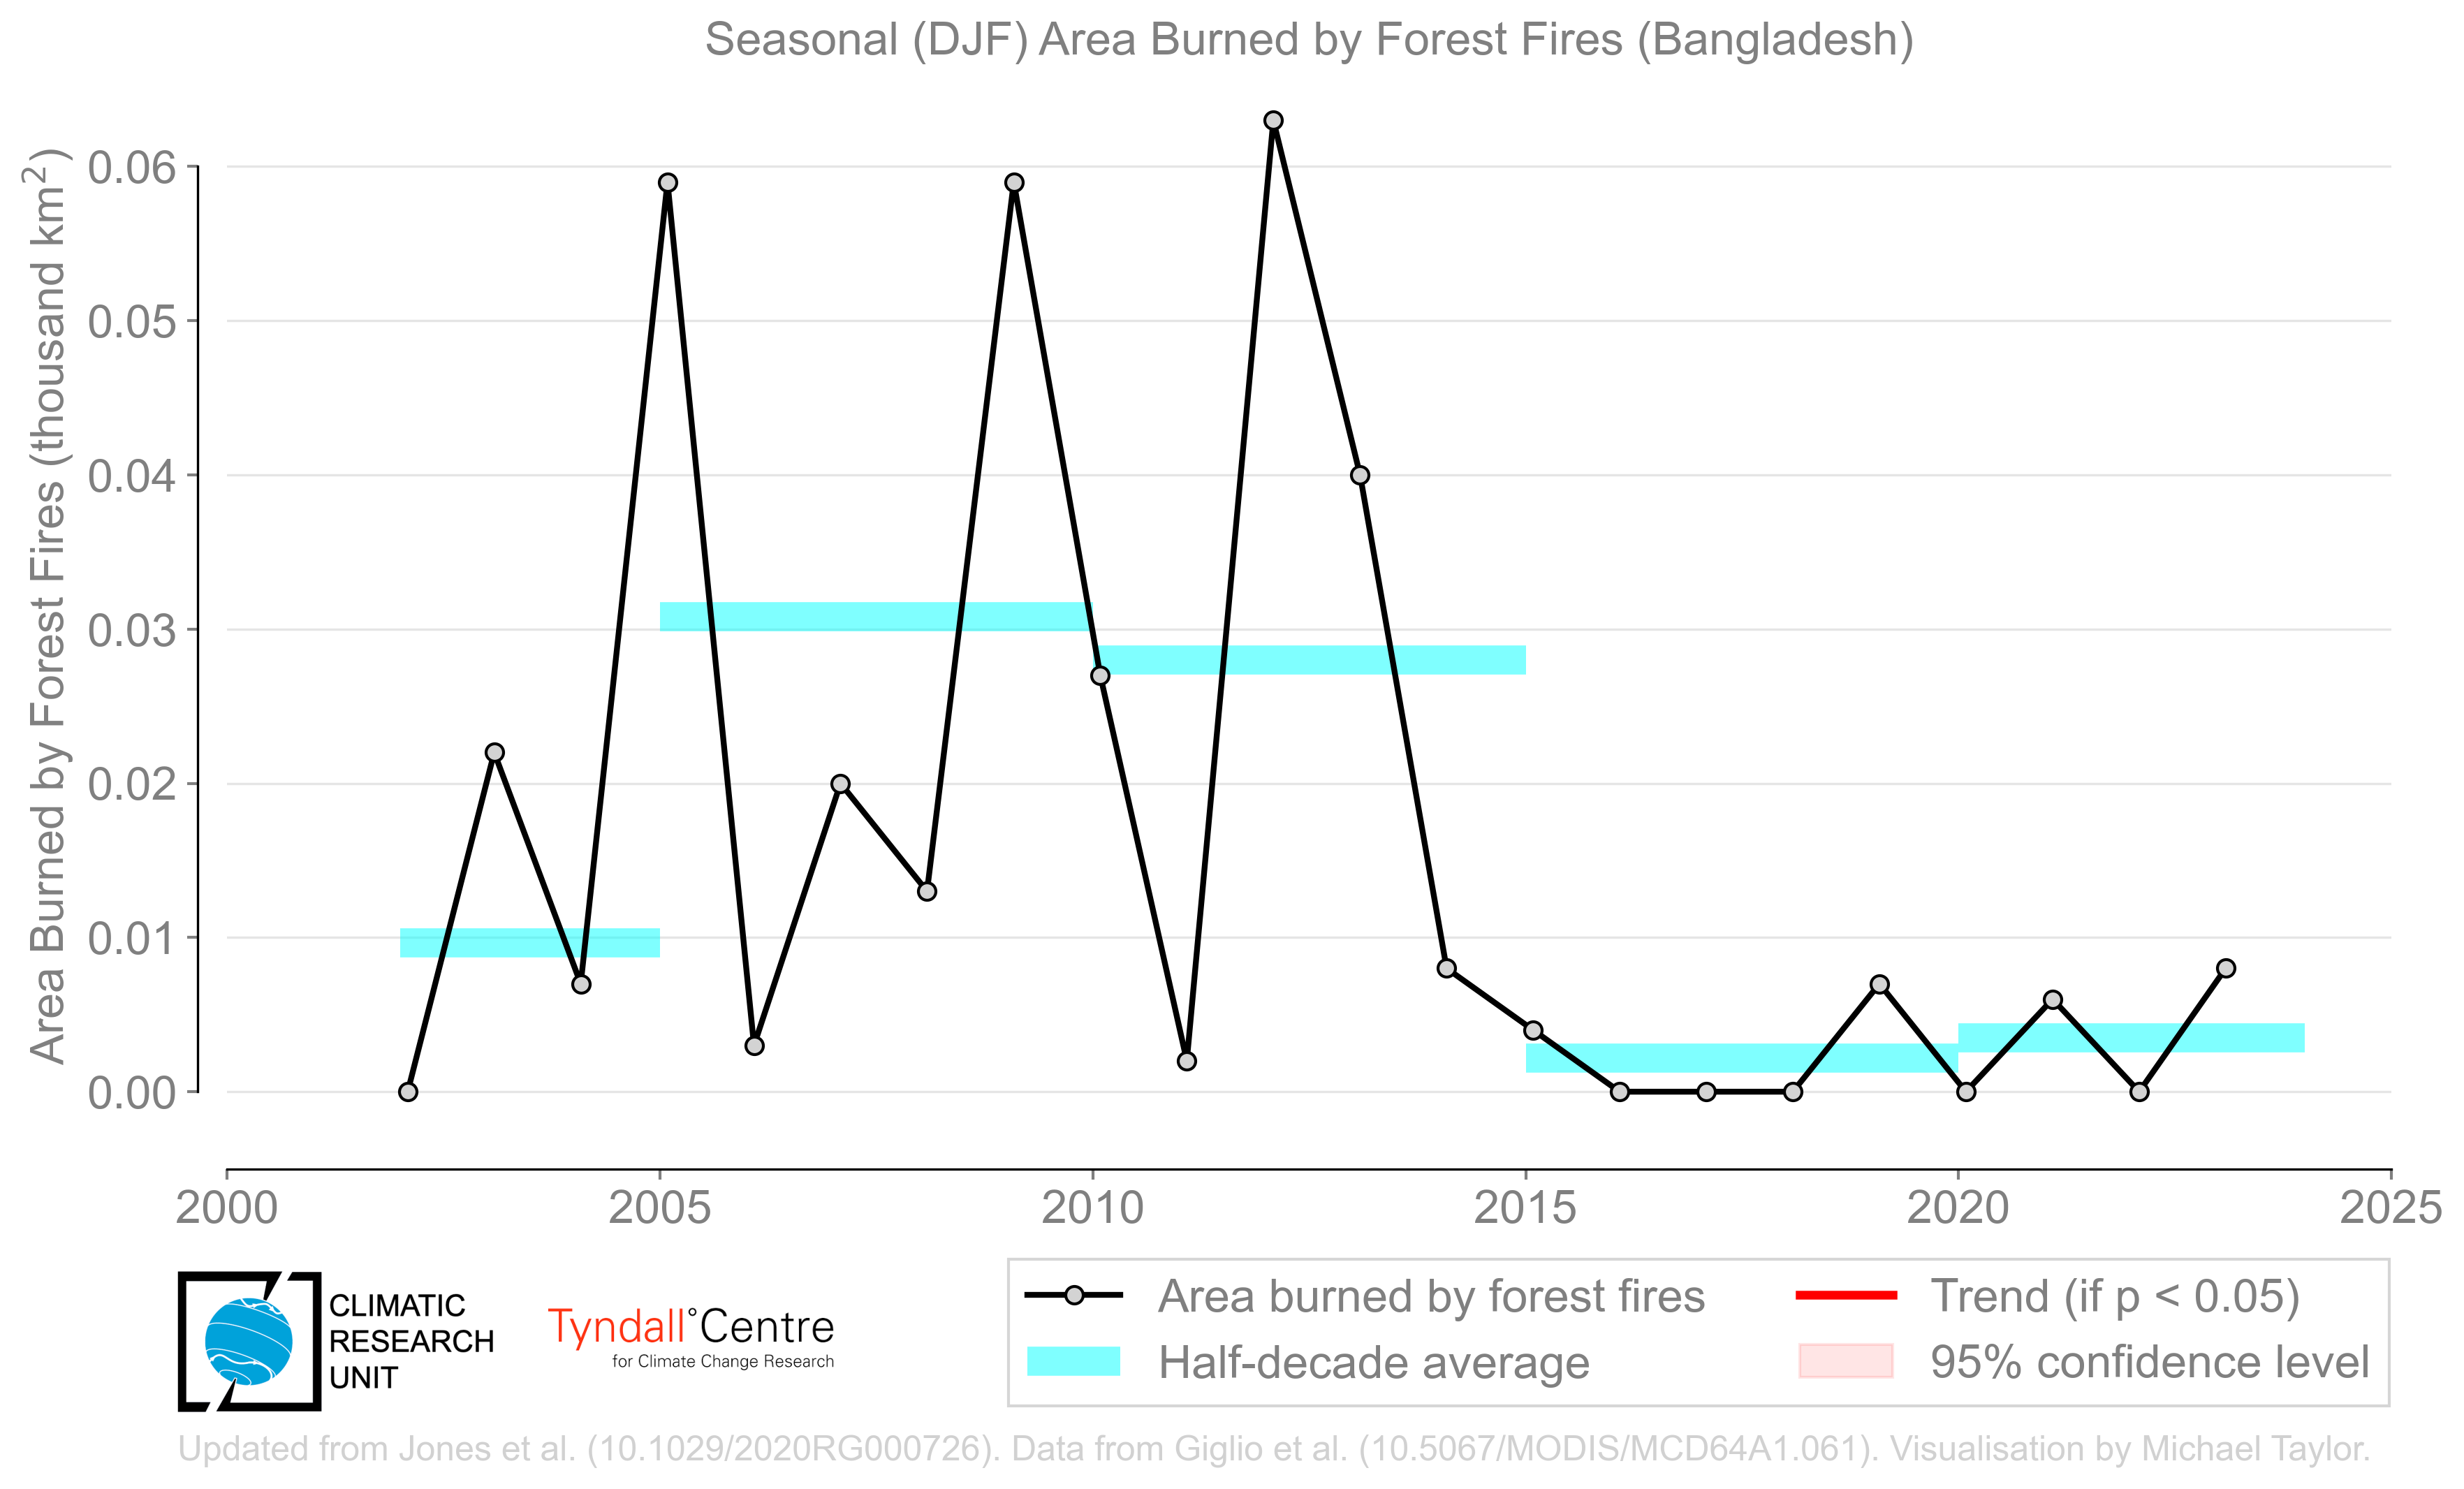 Seasonal (DJF) Area Burned by Forest Fires (Bangladesh)
Area Burned by Forest Fires (thousand km²)
0.06
0.05
0.04
0.03
0.02
0.01
0.00
2000 2005 2010 2015 2020 2025
CLIMATIC
RESEARCH
UNIT
Tyndall°Centre
for Climate Change Research
Area burned by forest fires
Half-decade average
Trend (if p < 0.05)
95% confidence level
Updated from Jones et al. (10.1029/2020RG000726). Data from Giglio et al. (10.5067/MODIS/MCD64A1.061). Visualisation by Michael Taylor.